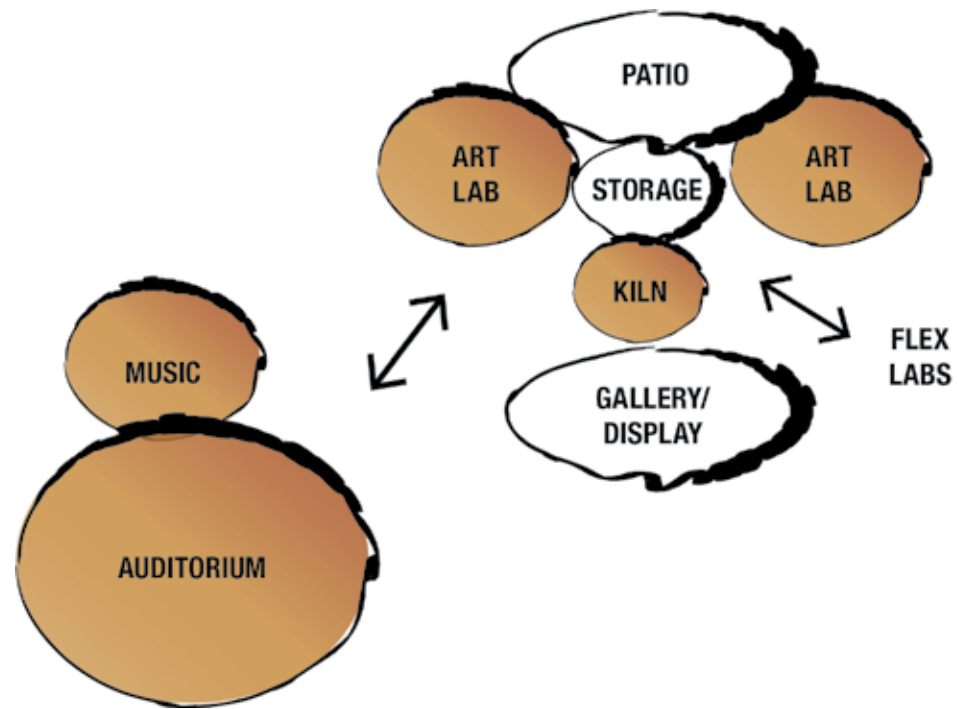 PATIO
ART
LAB
STORAGE
ART
LAB
KILN
FLEX
LABS
MUSIC
GALLERY/
DISPLAY
AUDITORIUM